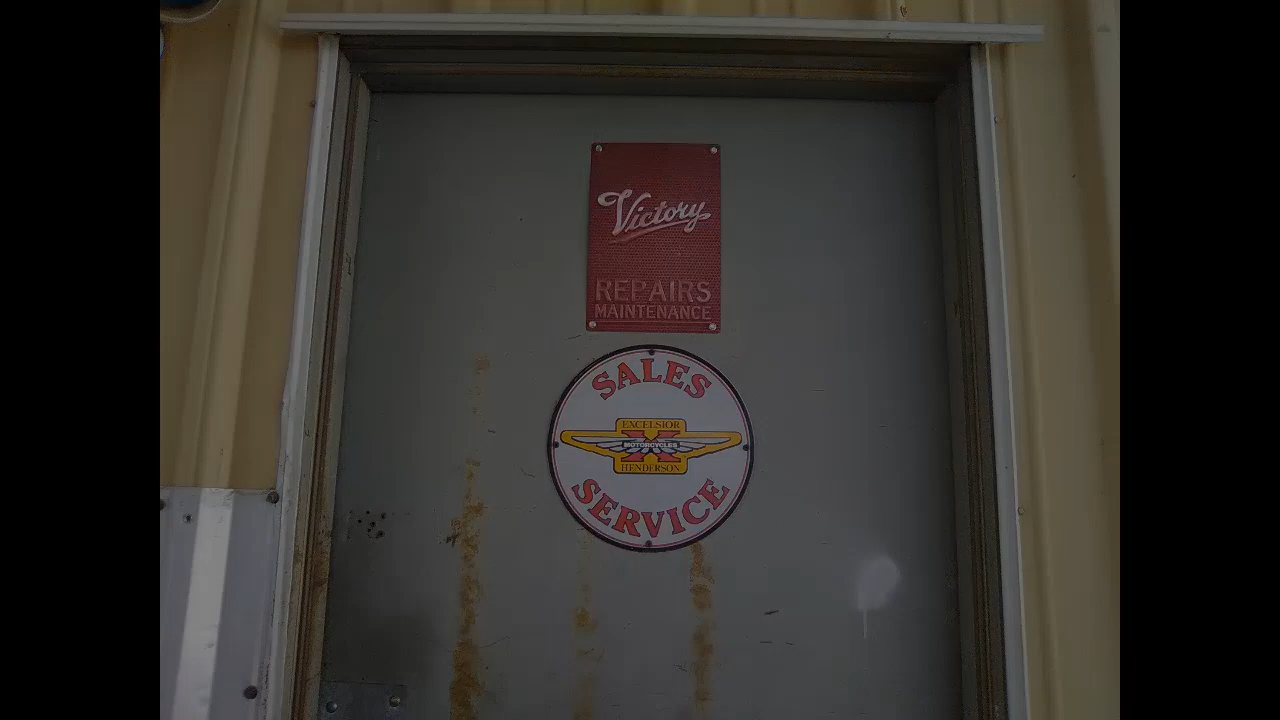 Victory
REPAIRS
MAINTENANCE
SALES
EXCELSIOR
MOTORCYCLES
HENDERSON
SERVICE